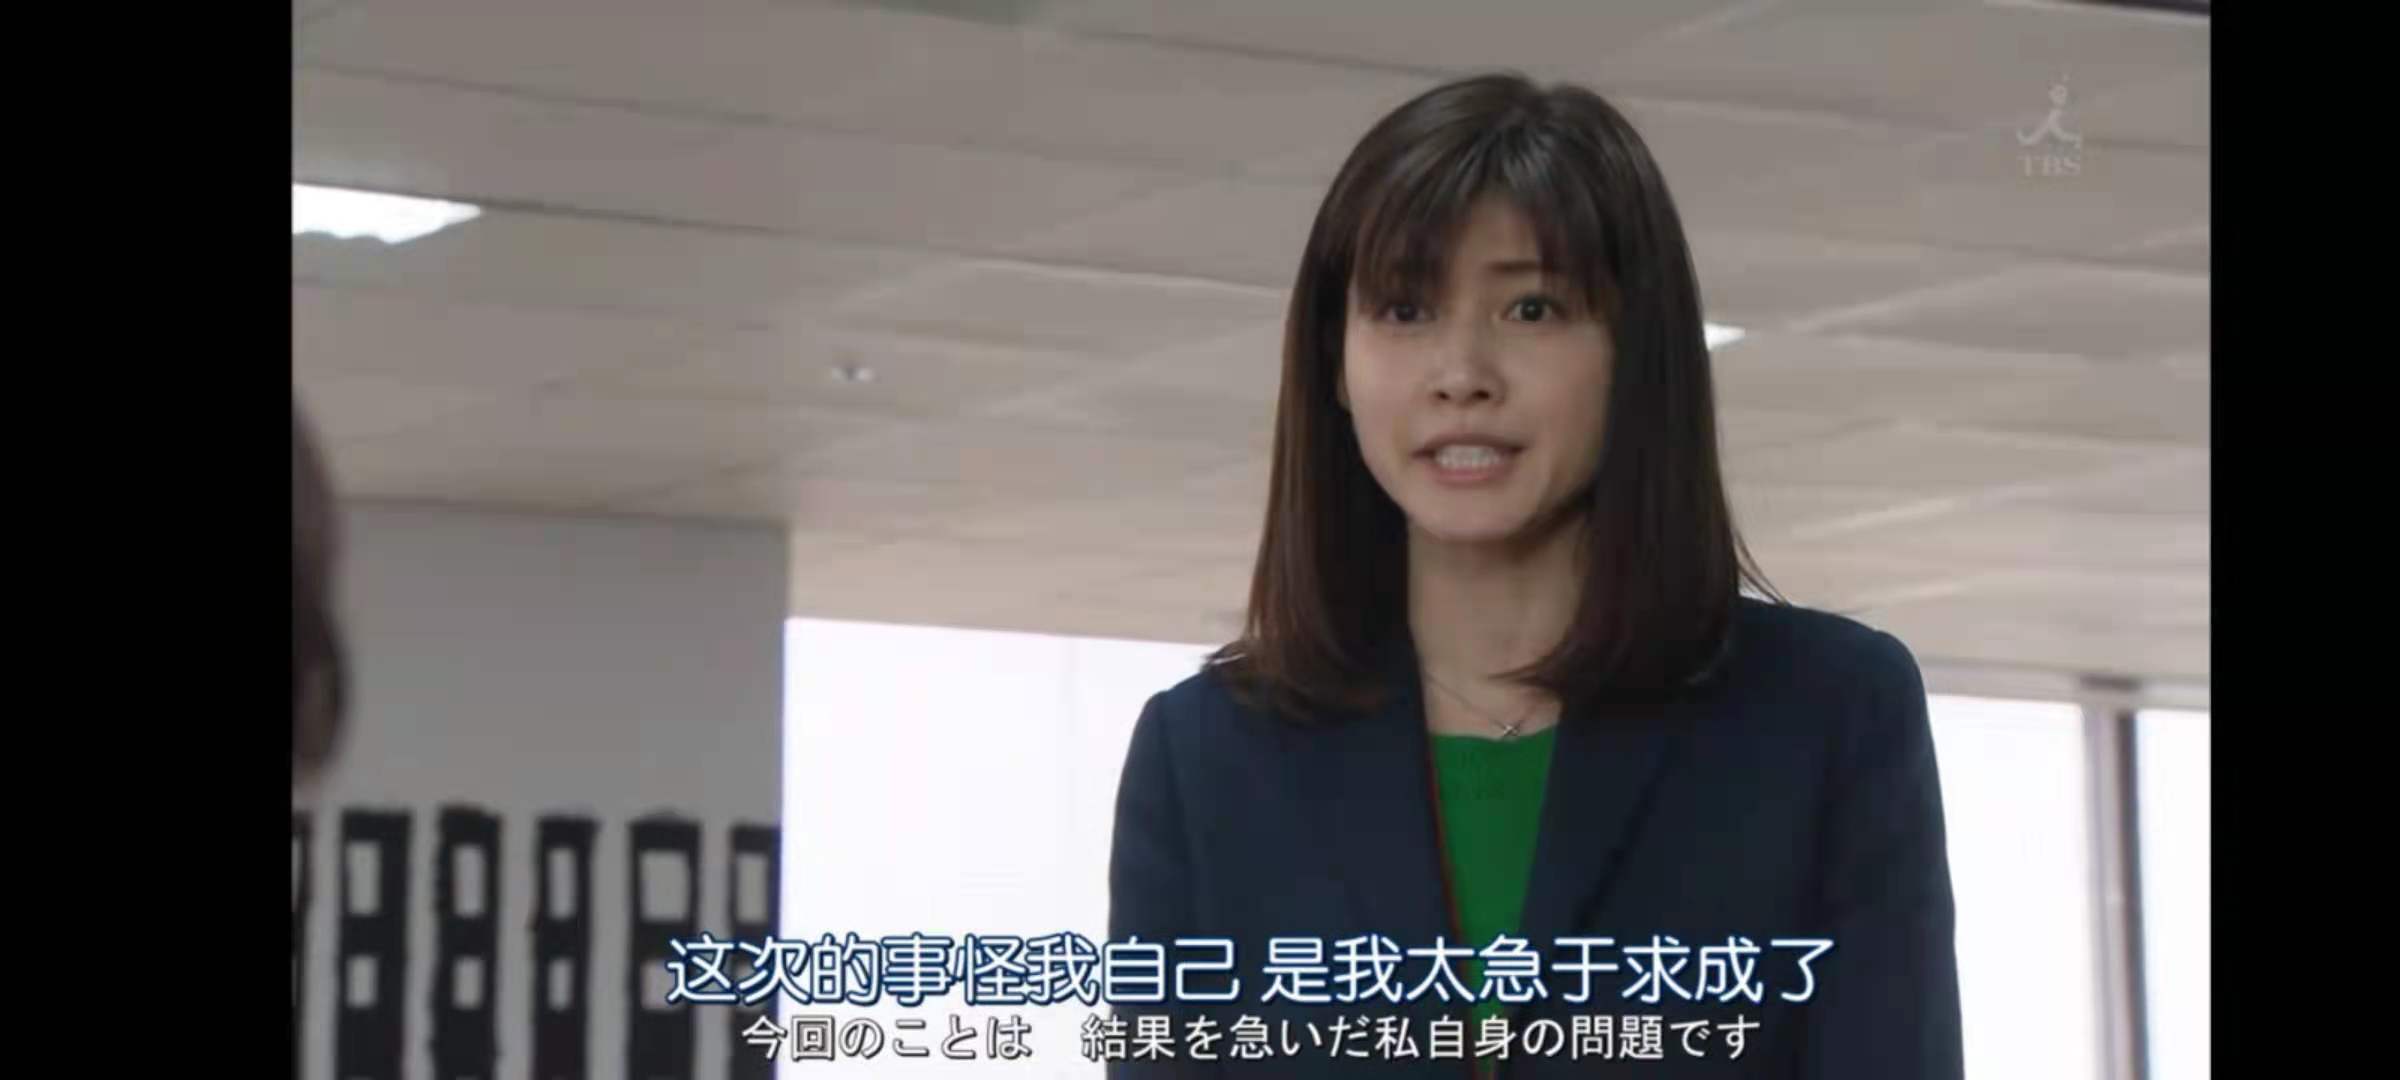 TBS
这次的事怪我自己 是我太急于求成了
今回のことは　結果を急いだ私自身の問題です